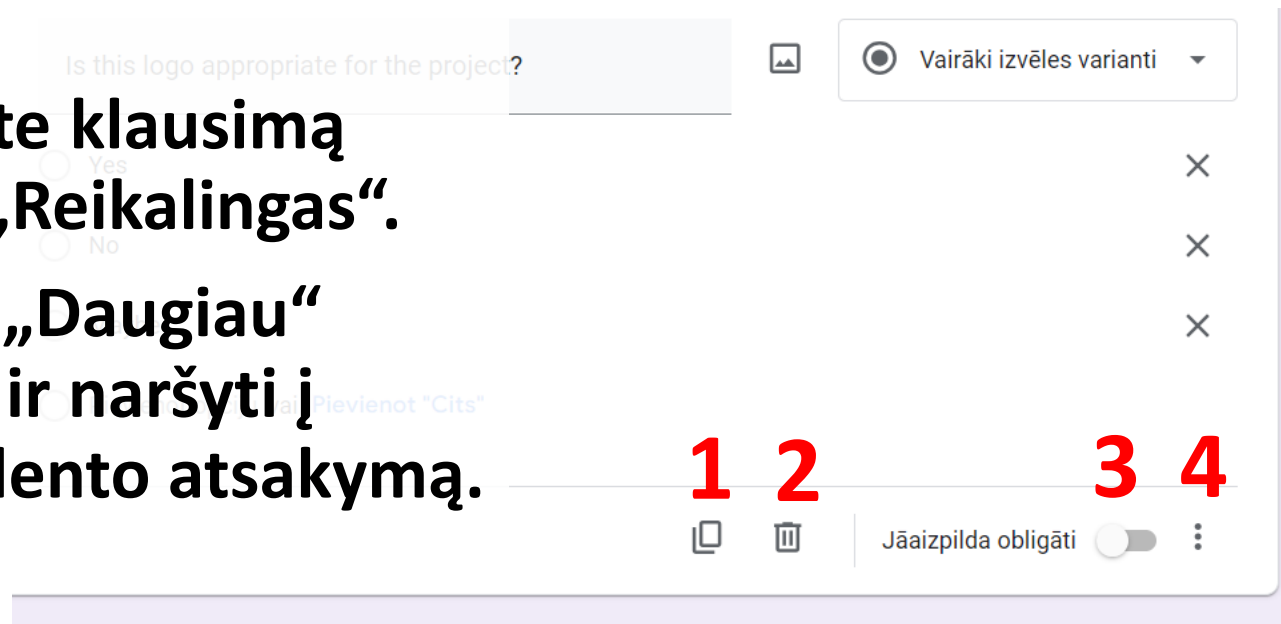 Is this logo appropriate for the project?
Vairāki izvēles varianti
te klausimą
Yes
„Reikalingas“.
No
„Daugiau“
ir naršyti į
Pievienot "Cits"
lento atsakymą.
1 2 3 4
Jāaizpilda obligāti